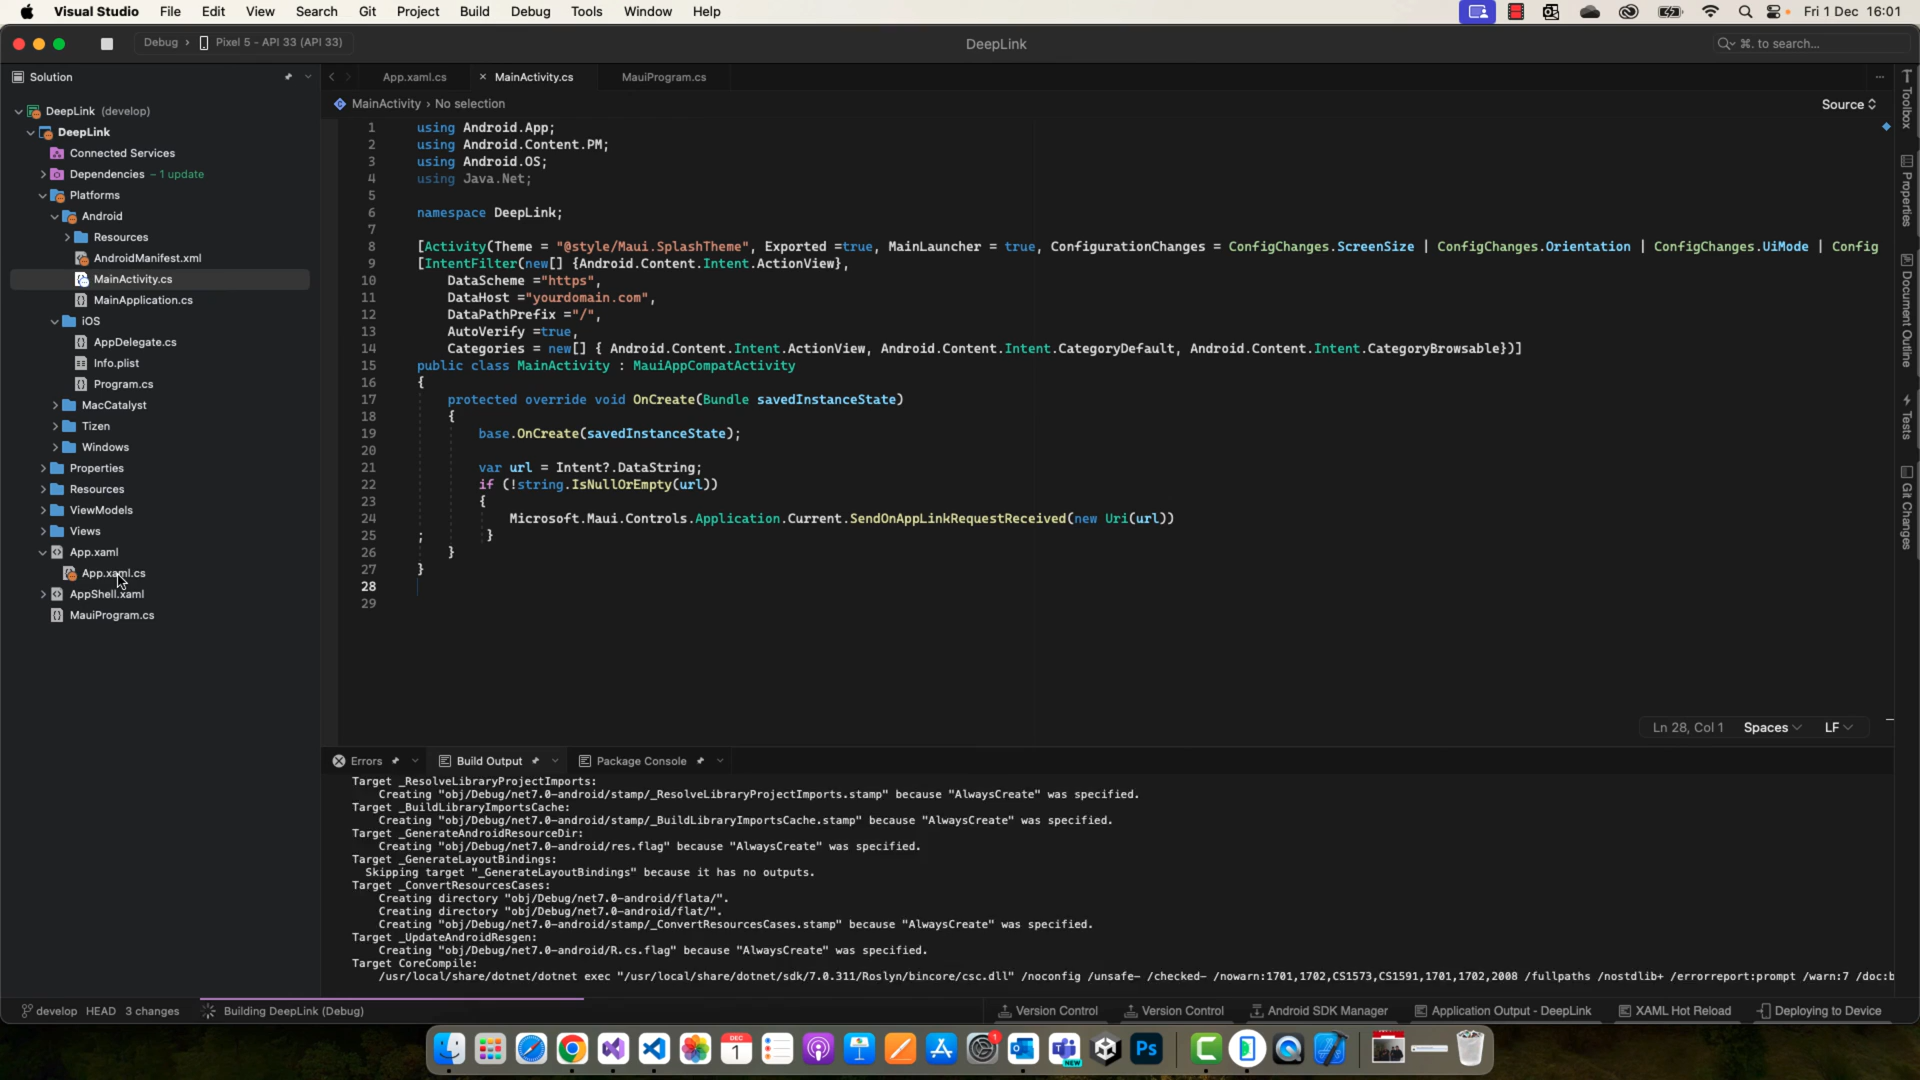 Visual Studio File Edit View Search Git Project Build Debug Tools Window Help Fri 1 Dec 16:01
Debug › Pixel 5 - API 33 (API 33) DeepLink ⌘. to search...
Solution App.xaml.cs × MainActivity.cs MauiProgram.cs
MainActivity › No selection Source
DeepLink (develop)
DeepLink
Connected Services
Dependencies – 1 update
Platforms
Android
Resources
AndroidManifest.xml
MainActivity.cs
MainApplication.cs
iOS
AppDelegate.cs
Info.plist
Program.cs
MacCatalyst
Tizen
Windows
Properties
Resources
ViewModels
Views
App.xaml
App.xaml.cs
AppShell.xaml
MauiProgram.cs
1 using Android.App;
2 using Android.Content.PM;
3 using Android.OS;
4 using Java.Net;
5
6 namespace DeepLink;
7
8 [Activity(Theme = "@style/Maui.SplashTheme", Exported =true, MainLauncher = true, ConfigurationChanges = ConfigChanges.ScreenSize | ConfigChanges.Orientation | ConfigChanges.UiMode | Config
9 [IntentFilter(new[] {Android.Content.Intent.ActionView},
10 DataScheme ="https",
11 DataHost ="yourdomain.com",
12 DataPathPrefix ="/",
13 AutoVerify =true,
14 Categories = new[] { Android.Content.Intent.ActionView, Android.Content.Intent.CategoryDefault, Android.Content.Intent.CategoryBrowsable})]
15 public class MainActivity : MauiAppCompatActivity
16 {
17 protected override void OnCreate(Bundle savedInstanceState)
18 {
19 base.OnCreate(savedInstanceState);
20
21 var url = Intent?.DataString;
22 if (!string.IsNullOrEmpty(url))
23 {
24 Microsoft.Maui.Controls.Application.Current.SendOnAppLinkRequestReceived(new Uri(url))
25 ; }
26 }
27 }
28
29
Toolbox
Properties
Document Outline
Tests
Git Changes
Ln 28, Col 1 Spaces LF
Errors Build Output Package Console
Target _ResolveLibraryProjectImports:
Creating "obj/Debug/net7.0-android/stamp/_ResolveLibraryProjectImports.stamp" because "AlwaysCreate" was specified.
Target _BuildLibraryImportsCache:
Creating "obj/Debug/net7.0-android/stamp/_BuildLibraryImportsCache.stamp" because "AlwaysCreate" was specified.
Target _GenerateAndroidResourceDir:
Creating "obj/Debug/net7.0-android/res.flag" because "AlwaysCreate" was specified.
Target _GenerateLayoutBindings:
Skipping target "_GenerateLayoutBindings" because it has no outputs.
Target _ConvertResourcesCases:
Creating directory "obj/Debug/net7.0-android/flata/".
Creating directory "obj/Debug/net7.0-android/flat/".
Creating "obj/Debug/net7.0-android/stamp/_ConvertResourcesCases.stamp" because "AlwaysCreate" was specified.
Target _UpdateAndroidResgen:
Creating "obj/Debug/net7.0-android/R.cs.flag" because "AlwaysCreate" was specified.
Target CoreCompile:
/usr/local/share/dotnet/dotnet exec "/usr/local/share/dotnet/sdk/7.0.311/Roslyn/bincore/csc.dll" /noconfig /unsafe- /checked- /nowarn:1701,1702,CS1573,CS1591,1701,1702,2008 /fullpaths /nostdlib+ /errorreport:prompt /warn:7 /doc:b
develop HEAD 3 changes Building DeepLink (Debug) Version Control Version Control Android SDK Manager Application Output - DeepLink XAML Hot Reload Deploying to Device
DEC
1
1
NEW
Ps